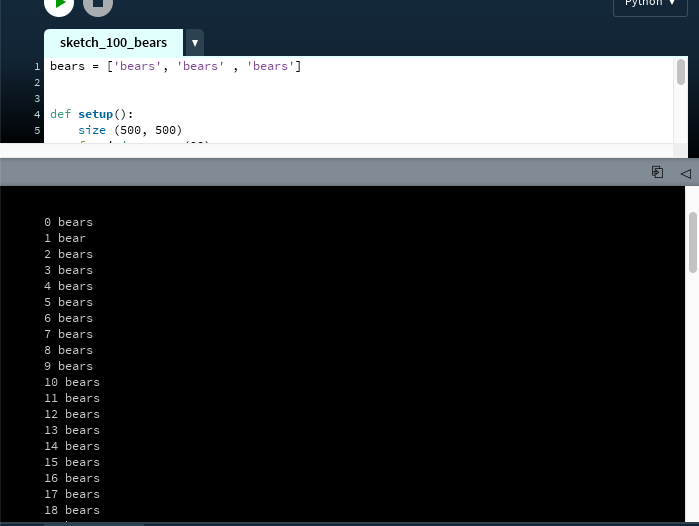 Python ▼
sketch_100_bears ▼
1 bears = ['bears', 'bears' , 'bears']
2
3
4 def setup():
5     size (500, 500)
0 bears
1 bear
2 bears
3 bears
4 bears
5 bears
6 bears
7 bears
8 bears
9 bears
10 bears
11 bears
12 bears
13 bears
14 bears
15 bears
16 bears
17 bears
18 bears